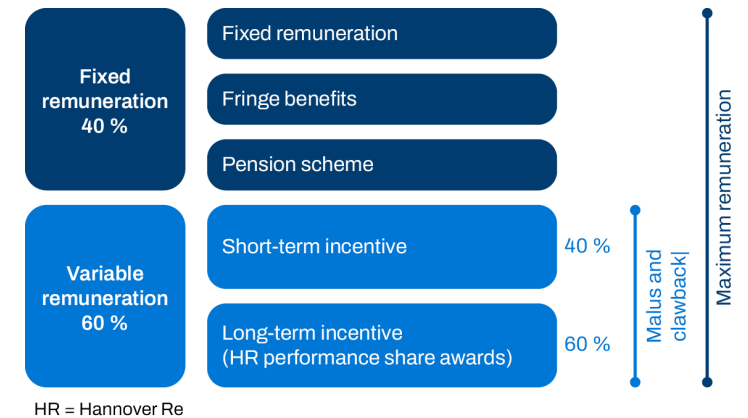 Fixed
remuneration
40 %
Fixed remuneration
Fringe benefits
Pension scheme
Variable
remuneration
60 %
Short-term incentive
40 %
Long-term incentive
(HR performance share awards)
60 %
Malus and
clawback|
Maximum remuneration
HR = Hannover Re